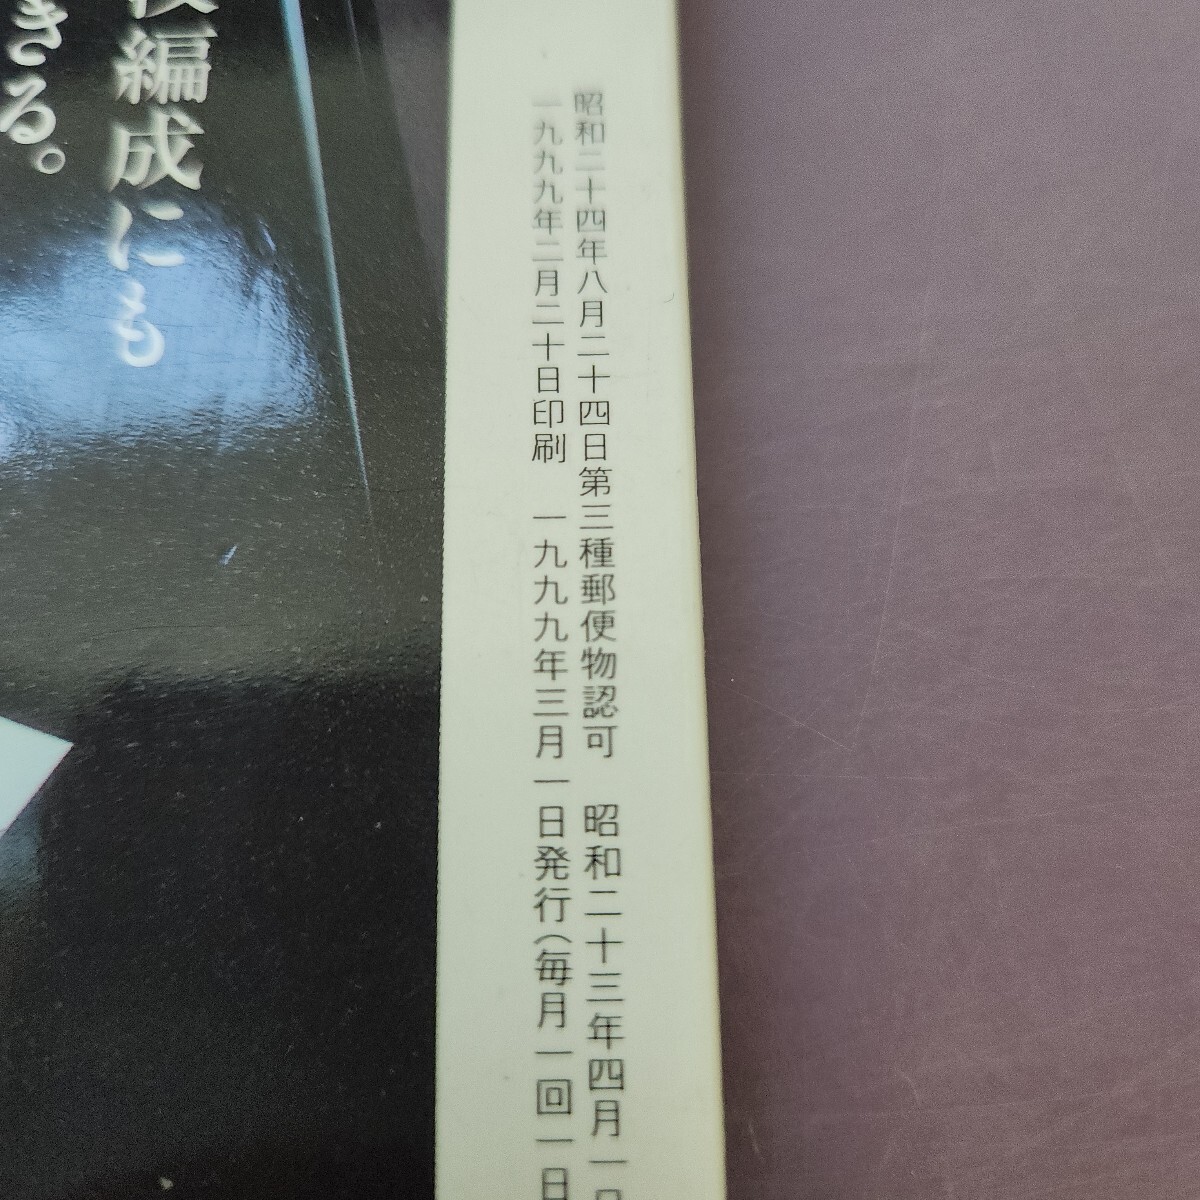 昭和二十四年八月二十四日第三種郵便物認可　昭和二十三年四月一日
一九九九年二月二十日印刷　一九九九年三月一日発行(毎月一回一日
編成にも
きる。